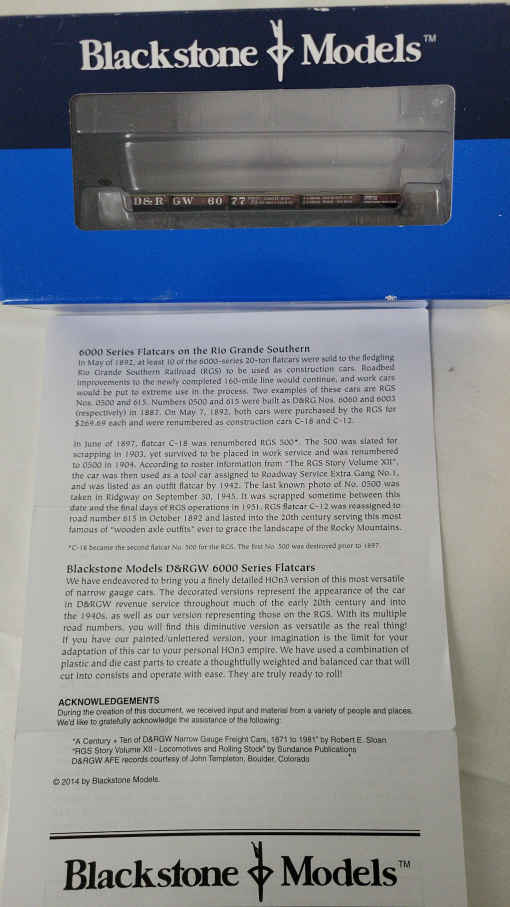 Blackstone Models™
D&R GW 60 77
6000 Series Flatcars on the Rio Grande Southern
In May of 1892, at least 10 of the 6000-series 20-ton flatcars were sold to the fledgling
Rio Grande Southern Railroad (RGS) to be used as construction cars. Roadbed
improvements to the newly completed 160-mile line would continue, and work cars
would be put to extreme use in the process. Two examples of these cars are RGS
Nos. 0500 and 615. Numbers 0500 and 615 were built as D&RG Nos. 6060 and 6003
(respectively) in 1887. On May 7, 1892, both cars were purchased by the RGS for
$269.69 each and were renumbered as construction cars C-18 and C-12.
In June of 1897, flatcar C-18 was renumbered RGS 500*. The 500 was slated for
scrapping in 1903, yet survived to be placed in work service and was renumbered
to 0500 in 1904. According to roster information from "The RGS Story Volume XII",
the car was then used as a tool car assigned to Roadway Service Extra Gang No.1,
and was listed as an outfit flatcar by 1942. The last known photo of No. 0500 was
taken in Ridgway on September 30, 1945. It was scrapped sometime between this
date and the final days of RGS operations in 1951. RGS flatcar C-12 was reassigned to
road number 615 in October 1892 and lasted into the 20th century serving this most
famous of "wooden axle outfits" ever to grace the landscape of the Rocky Mountains.
*C-18 became the second flatcar No. 500 for the RGS. The first No. 500 was destroyed prior to 1897.
Blackstone Models D&RGW 6000 Series Flatcars
We have endeavored to bring you a finely detailed HOn3 version of this most versatile
of narrow gauge cars. The decorated versions represent the appearance of the car
in D&RGW revenue service throughout much of the early 20th century and into
the 1940s, as well as our version representing those on the RGS. With its multiple
road numbers, you will find this diminutive version as versatile as the real thing!
If you have our painted/unlettered version, your imagination is the limit for your
adaptation of this car to your personal HOn3 empire. We have used a combination of
plastic and die cast parts to create a thoughtfully weighted and balanced car that will
cut into consists and operate with ease. They are truly ready to roll!
ACKNOWLEDGEMENTS
During the creation of this document, we received input and material from a variety of people and places.
We'd like to gratefully acknowledge the assistance of the following:
"A Century + Ten of D&RGW Narrow Gauge Freight Cars, 1871 to 1981" by Robert E. Sloan
"RGS Story Volume XII - Locomotives and Rolling Stock" by Sundance Publications
D&RGW AFE records courtesy of John Templeton, Boulder, Colorado
© 2014 by Blackstone Models.
Blackstone Models™